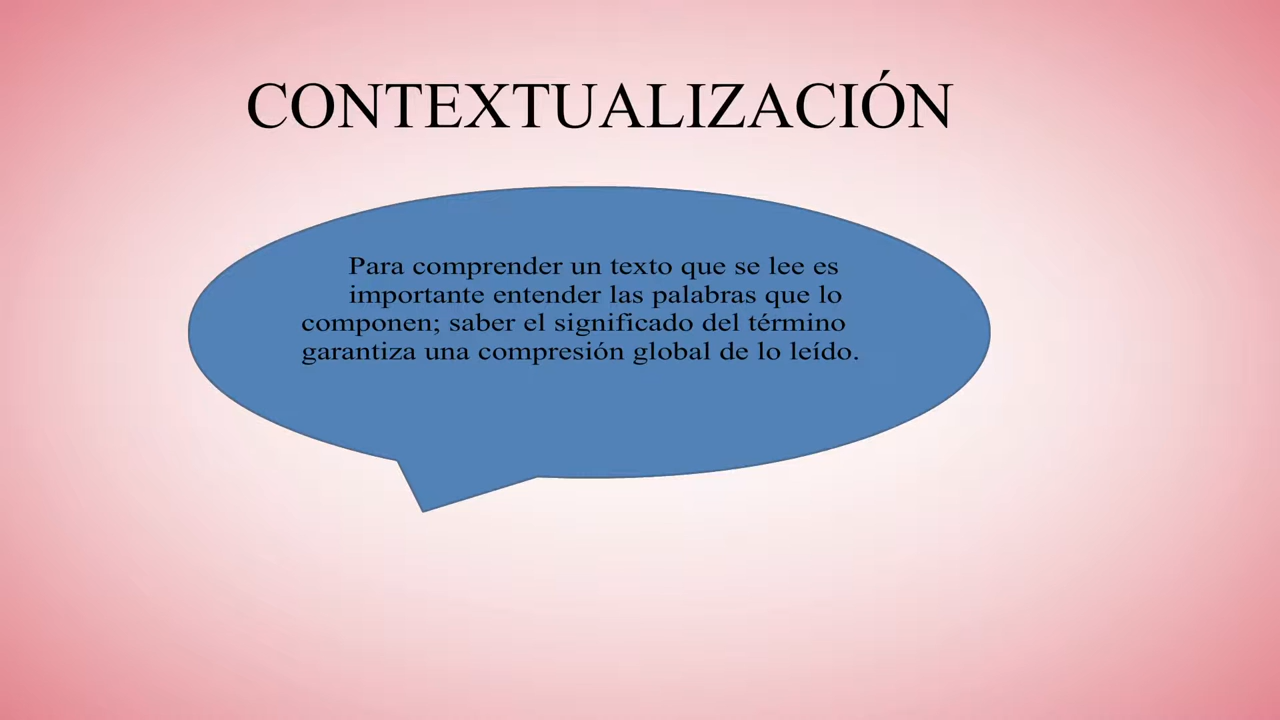 CONTEXTUALIZACIÓN
Para comprender un texto que se lee es
importante entender las palabras que lo
componen; saber el significado del término
garantiza una compresión global de lo leído.